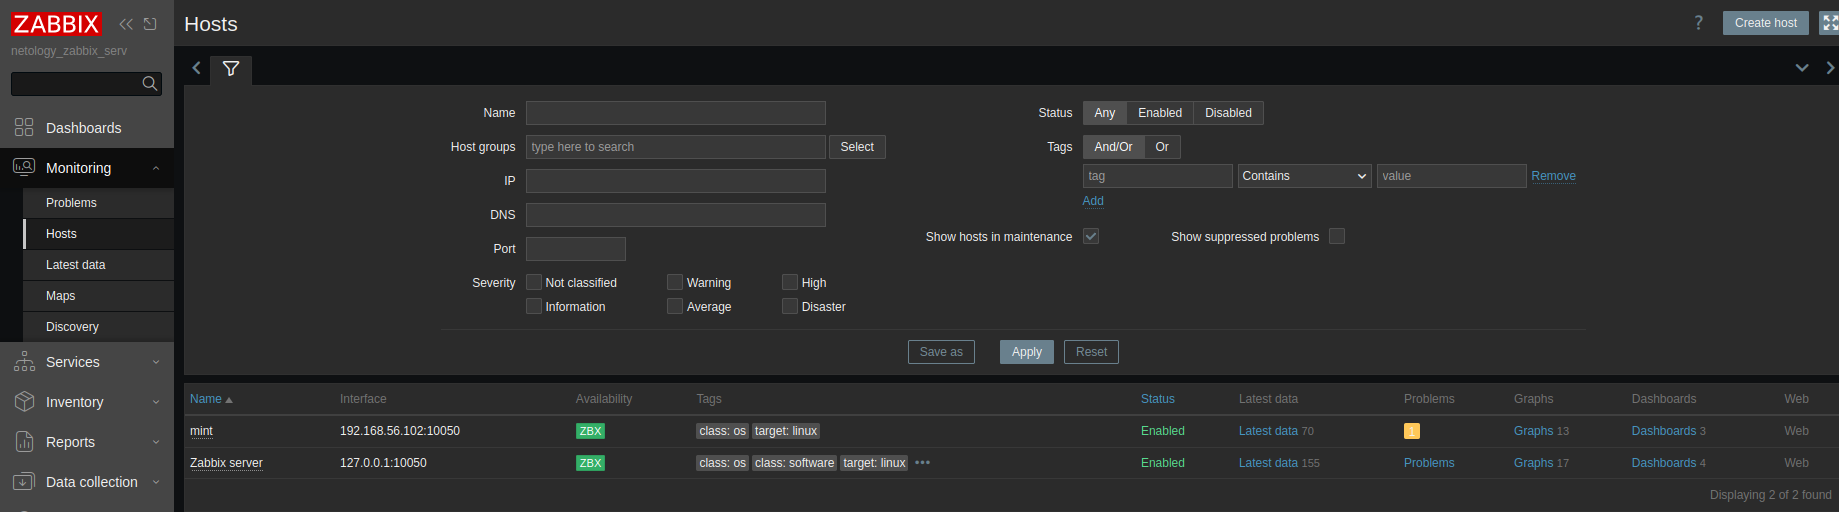 ZABBIX
netology_zabbix_serv
Dashboards
Monitoring
Problems
Hosts
Latest data
Maps
Discovery
Services
Inventory
Reports
Data collection
Hosts
? Create host
Name
Host groups type here to search Select
IP
DNS
Port
Severity Not classified Warning High
Information Average Disaster
Status Any Enabled Disabled
Tags And/Or Or
tag Contains value Remove
Add
Show hosts in maintenance Show suppressed problems
Save as Apply Reset
Name Interface Availability Tags Status Latest data Problems Graphs Dashboards Web
mint 192.168.56.102:10050 ZBX class: os target: linux Enabled Latest data 70 1 Graphs 13 Dashboards 3 Web
Zabbix server 127.0.0.1:10050 ZBX class: os class: software target: linux ••• Enabled Latest data 155 Problems Graphs 17 Dashboards 4 Web
Displaying 2 of 2 found